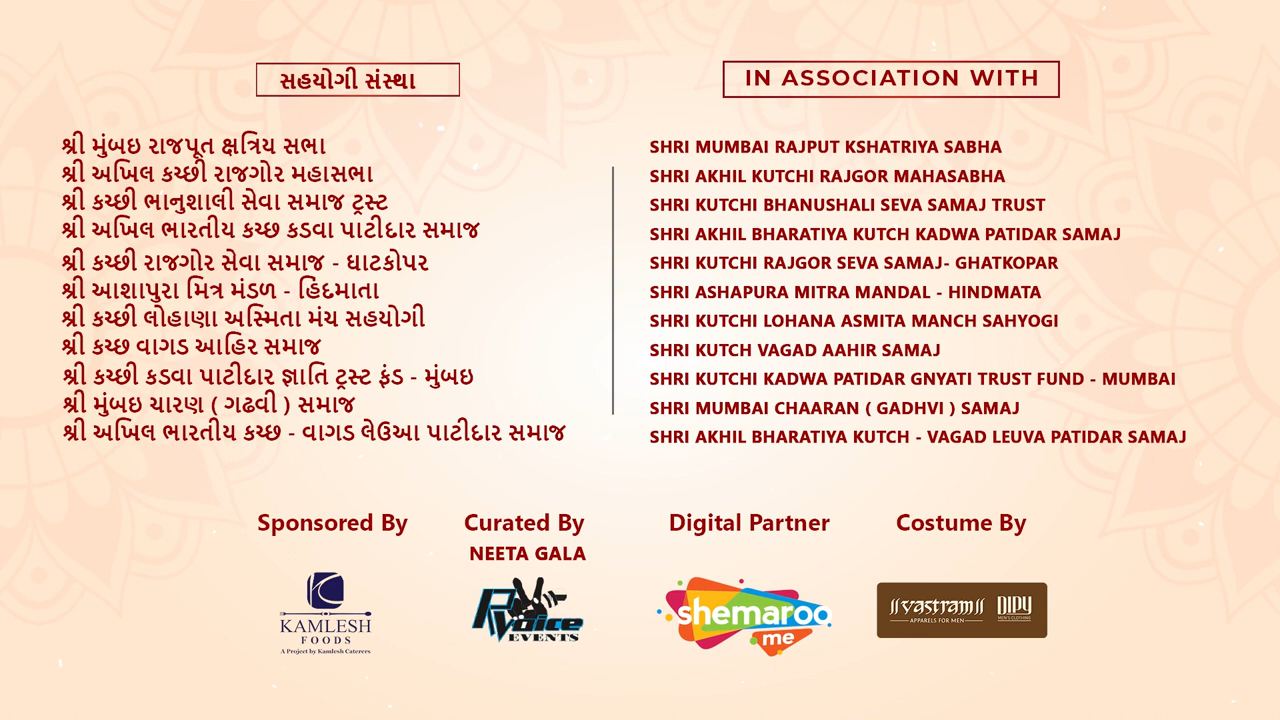 સહયોગી સંસ્થા
શ્રી મુંબઇ રાજપૂત ક્ષત્રિય સભા
શ્રી અખિલ કચ્છી રાજગોર મહાસભા
શ્રી કચ્છી ભાનુશાલી સેવા સમાજ ટ્રસ્ટ
શ્રી અખિલ ભારતીય કચ્છ કડવા પાટીદાર સમાજ
શ્રી કચ્છી રાજગોર સેવા સમાજ - ઘાટકોપર
શ્રી આશાપુરા મિત્ર મંડળ - હિંદમાતા
શ્રી કચ્છી લોહાણા અસ્મિતા મંચ સહયોગી
શ્રી કચ્છ વાગડ આહિર સમાજ
શ્રી કચ્છી કડવા પાટીદાર જ્ઞાતિ ટ્રસ્ટ ફંડ - મુંબઇ
શ્રી મુંબઇ ચારણ ( ગઢવી ) સમાજ
શ્રી અખિલ ભારતીય કચ્છ - વાગડ લેઉઆ પાટીદાર સમાજ
IN ASSOCIATION WITH
SHRI MUMBAI RAJPUT KSHATRIYA SABHA
SHRI AKHIL KUTCHI RAJGOR MAHASABHA
SHRI KUTCHI BHANUSHALI SEVA SAMAJ TRUST
SHRI AKHIL BHARATIYA KUTCH KADWA PATIDAR SAMAJ
SHRI KUTCHI RAJGOR SEVA SAMAJ- GHATKOPAR
SHRI ASHAPURA MITRA MANDAL - HINDMATA
SHRI KUTCHI LOHANA ASMITA MANCH SAHYOGI
SHRI KUTCH VAGAD AAHIR SAMAJ
SHRI KUTCHI KADWA PATIDAR GNYATI TRUST FUND - MUMBAI
SHRI MUMBAI CHAARAN ( GADHVI ) SAMAJ
SHRI AKHIL BHARATIYA KUTCH - VAGAD LEUVA PATIDAR SAMAJ
Sponsored By
KAMLESH
FOODS
A Project by Kamlesh Caterers
Curated By
NEETA GALA
R Voice
EVENTS
Digital Partner
shemaroo
me
Costume By
||vastram||
APPARELS FOR MEN
DIPY
MEN'S CLOTHING